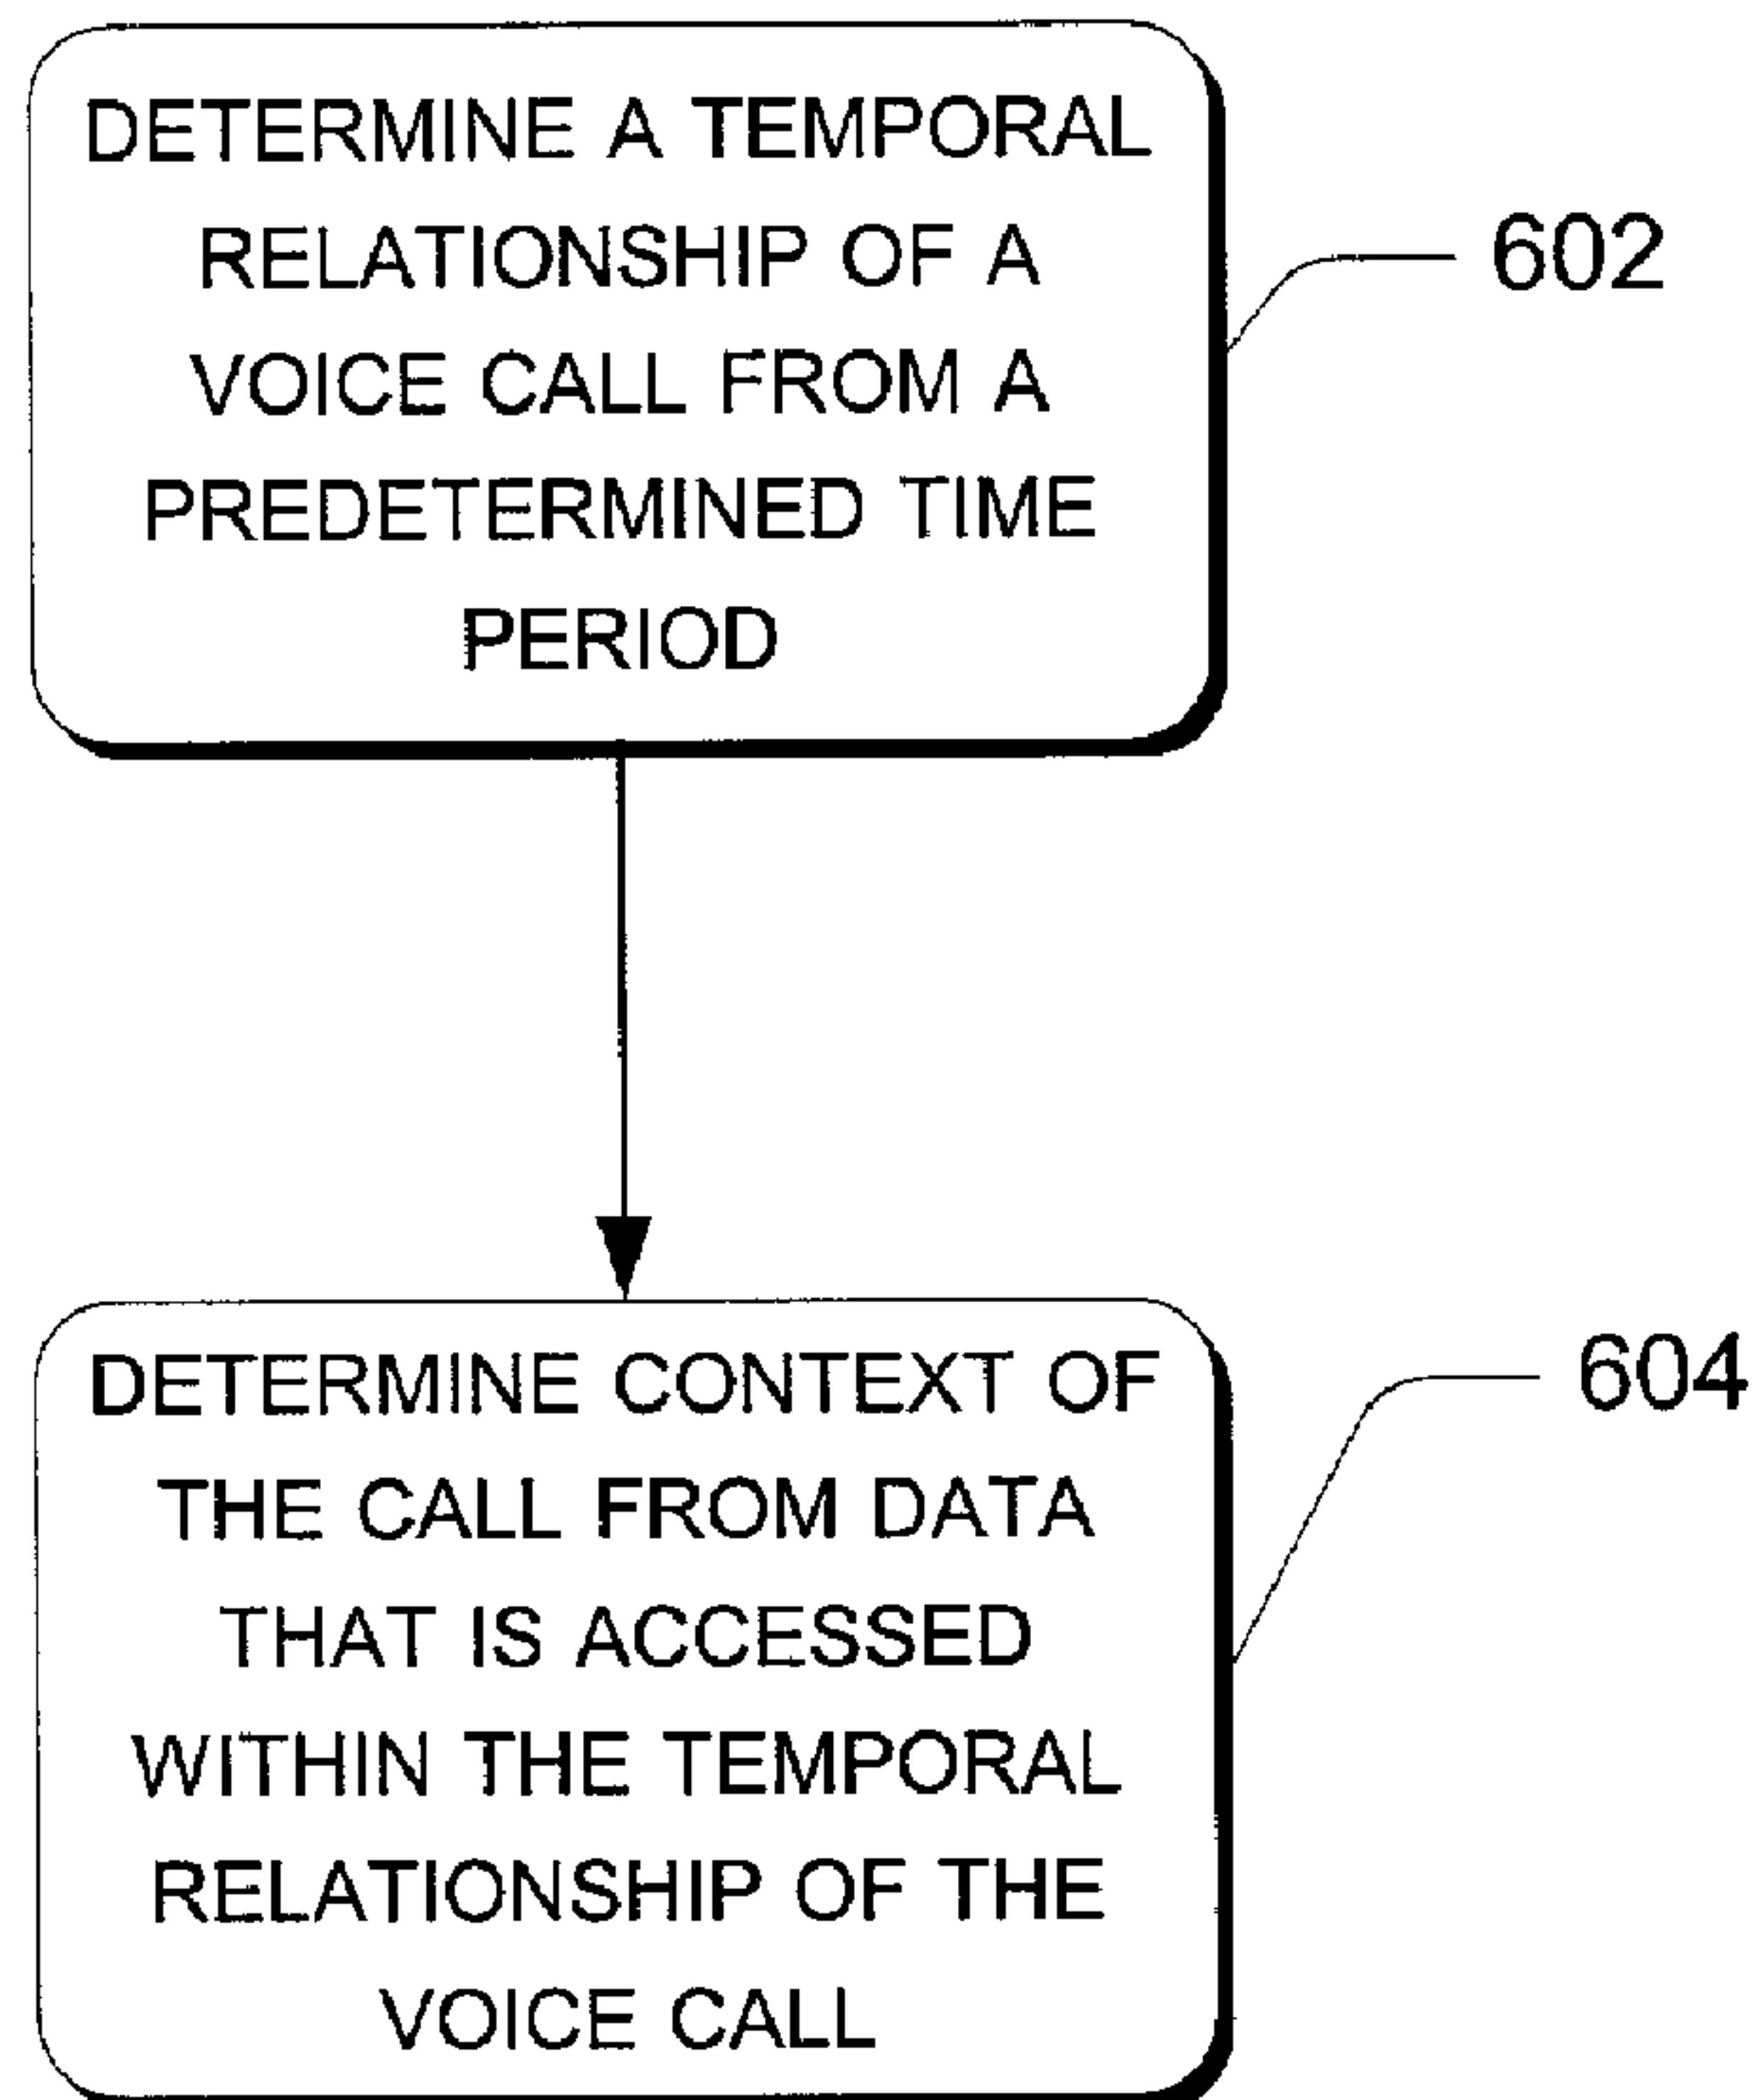 DETERMINE A TEMPORAL
RELATIONSHIP OF A
VOICE CALL FROM A
PREDETERMINED TIME
PERIOD
602
DETERMINE CONTEXT OF
THE CALL FROM DATA
THAT IS ACCESSED
WITHIN THE TEMPORAL
RELATIONSHIP OF THE
VOICE CALL
604